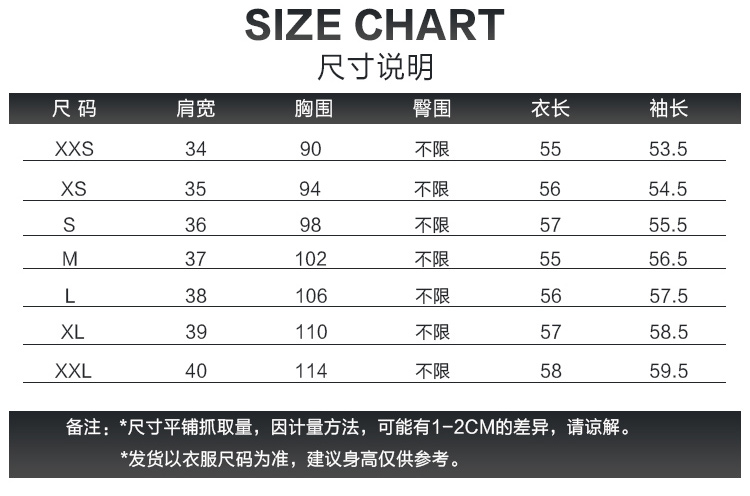 SIZE CHART
尺寸说明
尺 码 肩宽 胸围 臀围 衣长 袖长
XXS 34 90 不限 55 53.5
XS 35 94 不限 56 54.5
S 36 98 不限 57 55.5
M 37 102 不限 55 56.5
L 38 106 不限 56 57.5
XL 39 110 不限 57 58.5
XXL 40 114 不限 58 59.5
备注：*尺寸平铺抓取量，因计量方法，可能有1-2CM的差异，请谅解。
*发货以衣服尺码为准，建议身高仅供参考。